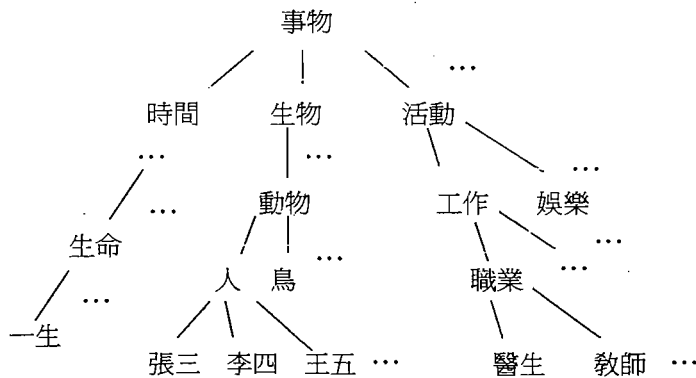 事物
…
時間 生物 活動
… … …
動物 工作 娛樂
…
生命 … …
人 鳥 職業 …
…
一生
張三 李四 王五 … 醫生 教師 …